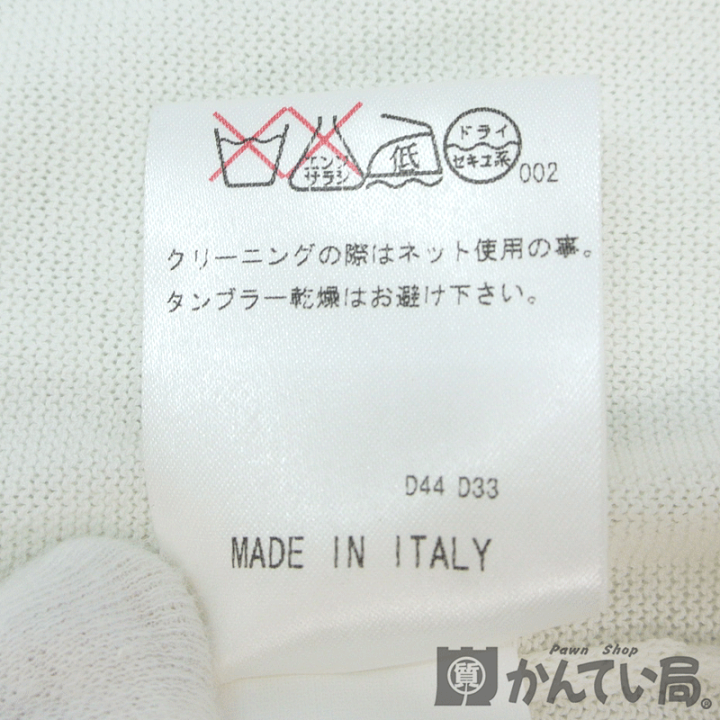 エンソ
サラシ
低
ドライ
セキユ系
002
クリーニングの際はネット使用の事。
タンブラー乾燥はお避け下さい。
D44 D33
MADE IN ITALY
Pawn Shop
質 かんてい局®